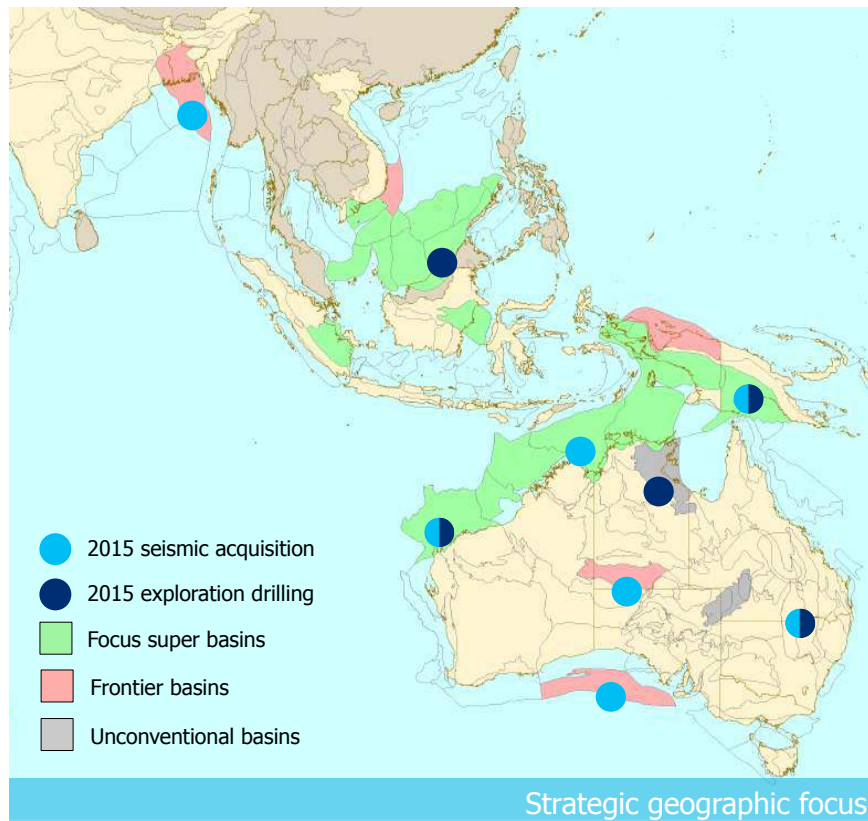 2015 seismic acquisition
2015 exploration drilling
Focus super basins
Frontier basins
Unconventional basins
Strategic geographic focus